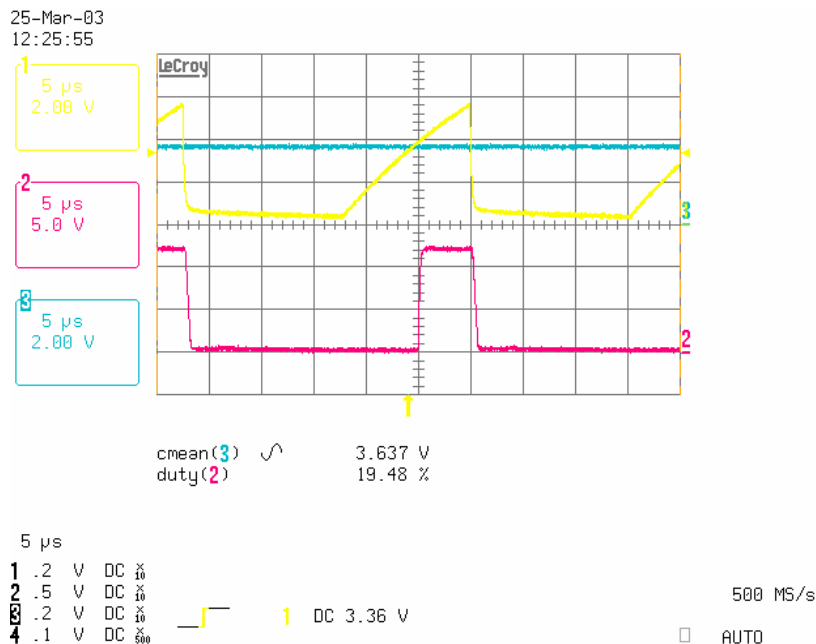 25-Mar-03
12:25:55
LeCroy
1
5 µs
2.00 V
2
5 µs
5.0 V
3
5 µs
2.00 V
3
2
cmean(3) 3.637 V
duty(2) 19.48 %
5 µs
1 .2 V DC X10
2 .5 V DC X10
3 .2 V DC X10
4 .1 V DC X500
1 DC 3.36 V
500 MS/s
AUTO